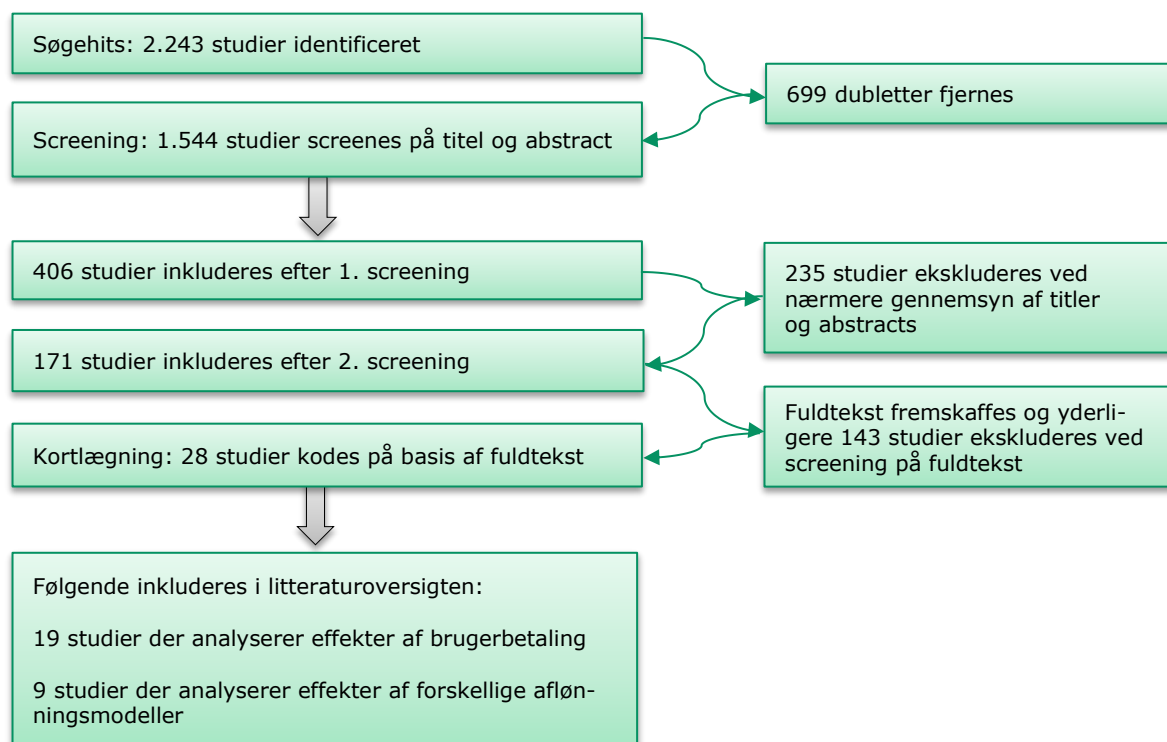 Søgehits: 2.243 studier identificeret
699 dubletter fjernes
Screening: 1.544 studier screenes på titel og abstract
406 studier inkluderes efter 1. screening
235 studier ekskluderes ved
nærmere gennemsyn af titler
og abstracts
171 studier inkluderes efter 2. screening
Fuldtekst fremskaffes og yderli-
gere 143 studier ekskluderes ved
screening på fuldtekst
Kortlægning: 28 studier kodes på basis af fuldtekst
Følgende inkluderes i litteraturoversigten:
19 studier der analyserer effekter af brugerbetaling
9 studier der analyserer effekter af forskellige afløn-
ningsmodeller